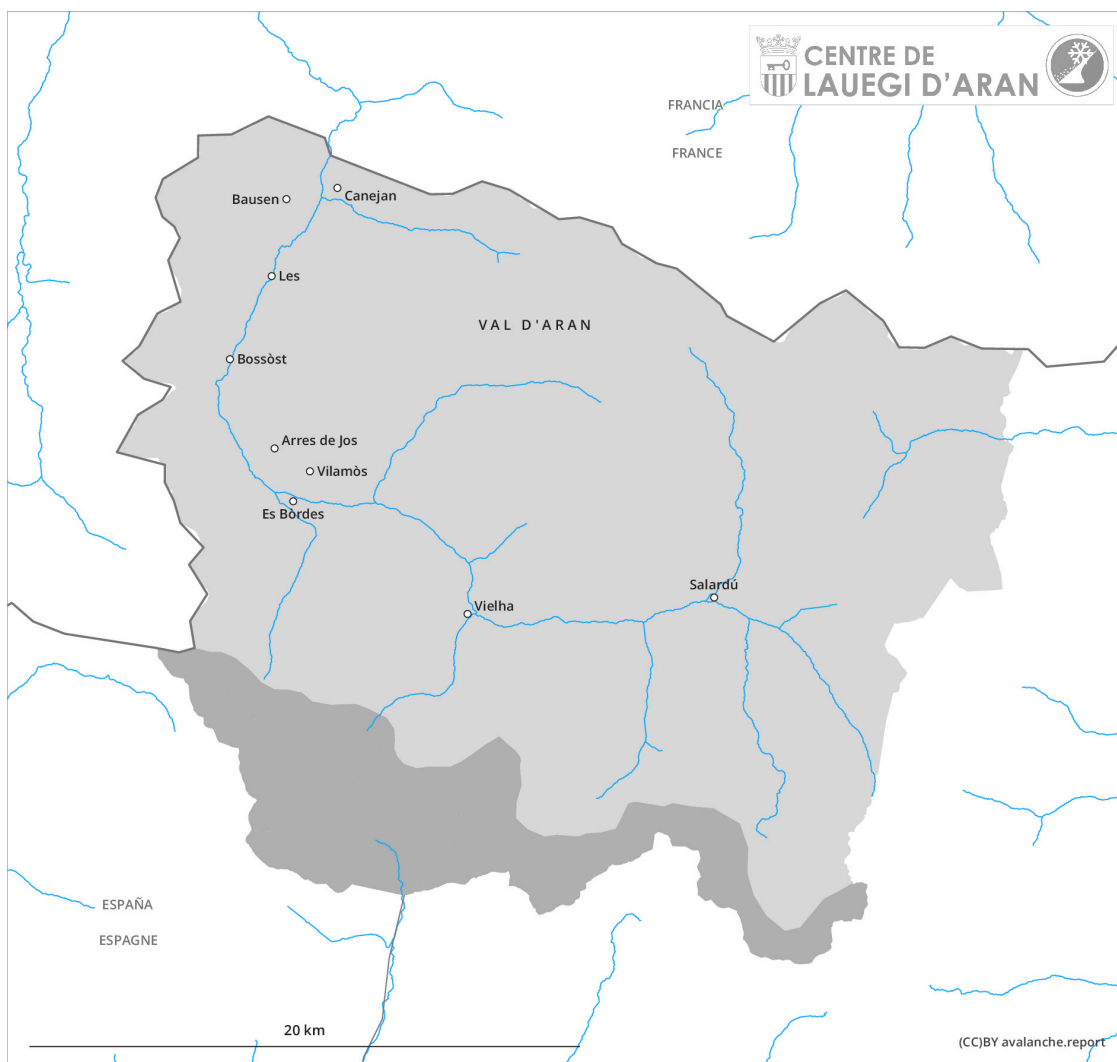 CENTRE DE
LAUEGI D'ARAN
FRANCIA
FRANCE
Bausen
Canejan
Les
VAL D'ARAN
Bossòst
Arres de Jos
Vilamòs
Es Bòrdes
Salardú
Vielha
ESPAÑA
ESPAGNE
20 km
(CC)BY avalanche.report